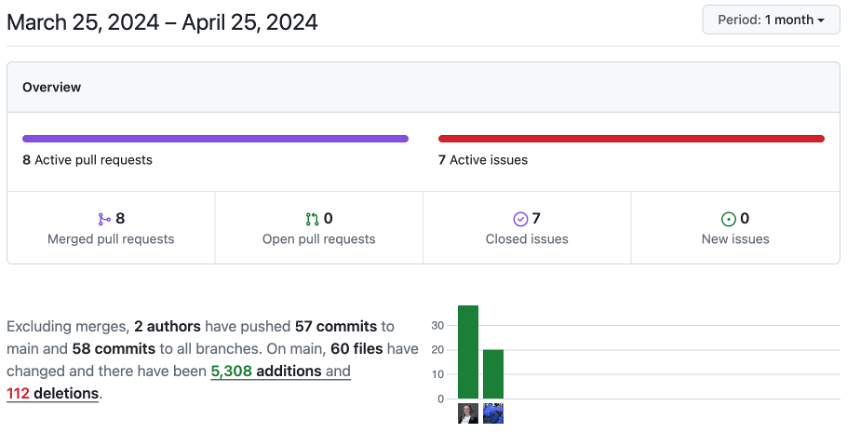 March 25, 2024 – April 25, 2024
Period: 1 month
Overview
8 Active pull requests
7 Active issues
8
Merged pull requests
0
Open pull requests
7
Closed issues
0
New issues
Excluding merges, 2 authors have pushed 57 commits to
main and 58 commits to all branches. On main, 60 files have
changed and there have been 5,308 additions and
112 deletions.
30
20
10
0